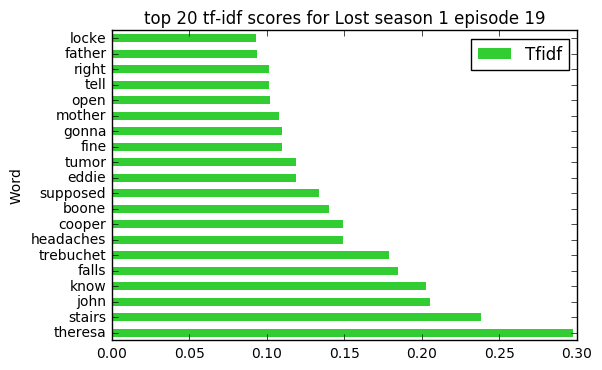 top 20 tf-idf scores for Lost season 1 episode 19
Tfidf
Word
locke
father
right
tell
open
mother
gonna
fine
tumor
eddie
supposed
boone
cooper
headaches
trebuchet
falls
know
john
stairs
theresa
0.00 0.05 0.10 0.15 0.20 0.25 0.30